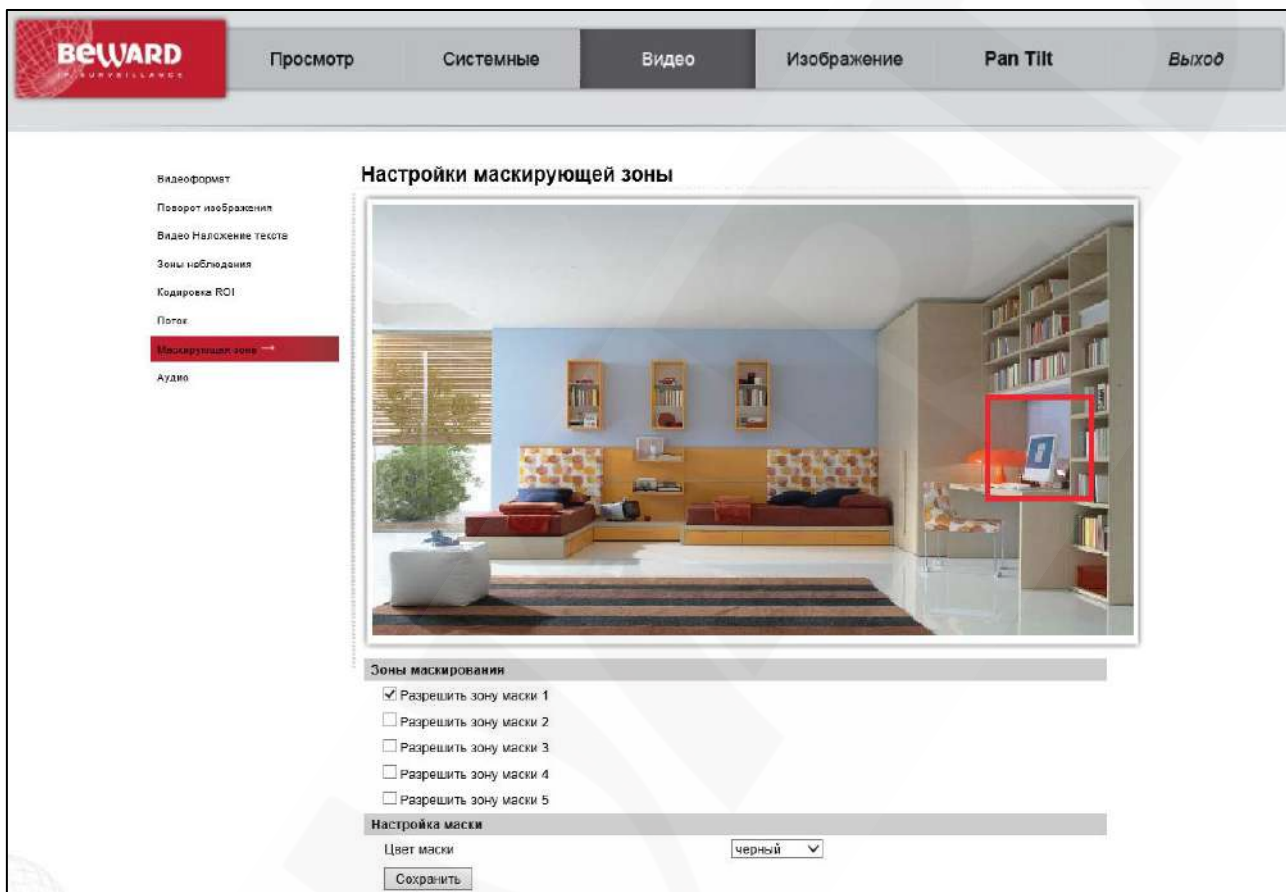 BEWARD
IP SURVEILLANCE
Просмотр
Системные
Видео
Изображение
Pan Tilt
Выход
Видеоформат
Поворот изображения
Видео Наложение текста
Зоны наблюдения
Кодировка ROI
Поток
Маскирующая зона →
Аудио
Настройки маскирующей зоны
Зоны маскирования
Разрешить зону маски 1
Разрешить зону маски 2
Разрешить зону маски 3
Разрешить зону маски 4
Разрешить зону маски 5
Настройка маски
Цвет маски
черный
Сохранить